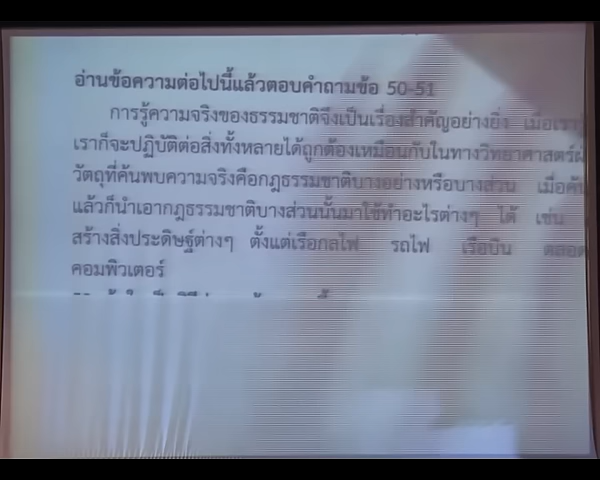 อ่านข้อความต่อไปนี้แล้วตอบคำถามข้อ 50-51
การรู้ความจริงของธรรมชาติจึงเป็นเรื่องสำคัญอย่างยิ่ง เมื่อเรา
เราก็จะปฏิบัติต่อสิ่งทั้งหลายได้ถูกต้องเหมือนกับในทางวิทยาศาสตร์
วัตถุที่ค้นพบความจริงคือกฎธรรมชาติบางอย่างหรือบางส่วน เมื่อ
แล้วก็นำเอากฎธรรมชาติบางส่วนนั้นมาใช้ทำอะไรต่างๆ ได้ เช่น
สร้างสิ่งประดิษฐ์ต่างๆ ตั้งแต่เรือกลไฟ รถไฟ เรือบิน ตลอด
คอมพิวเตอร์